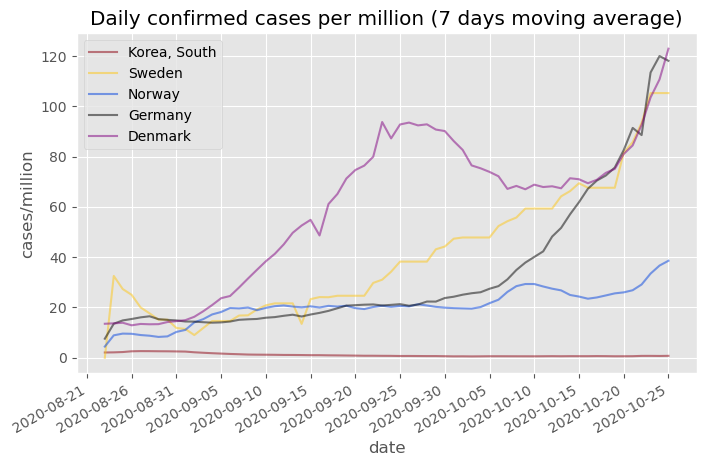 Daily confirmed cases per million (7 days moving average)
Korea, South
Sweden
Norway
Germany
Denmark
cases/million
120
100
80
60
40
20
0
2020-08-21
2020-08-26
2020-08-31
2020-09-05
2020-09-10
2020-09-15
2020-09-20
2020-09-25
2020-09-30
2020-10-05
2020-10-10
2020-10-15
2020-10-20
2020-10-25
date